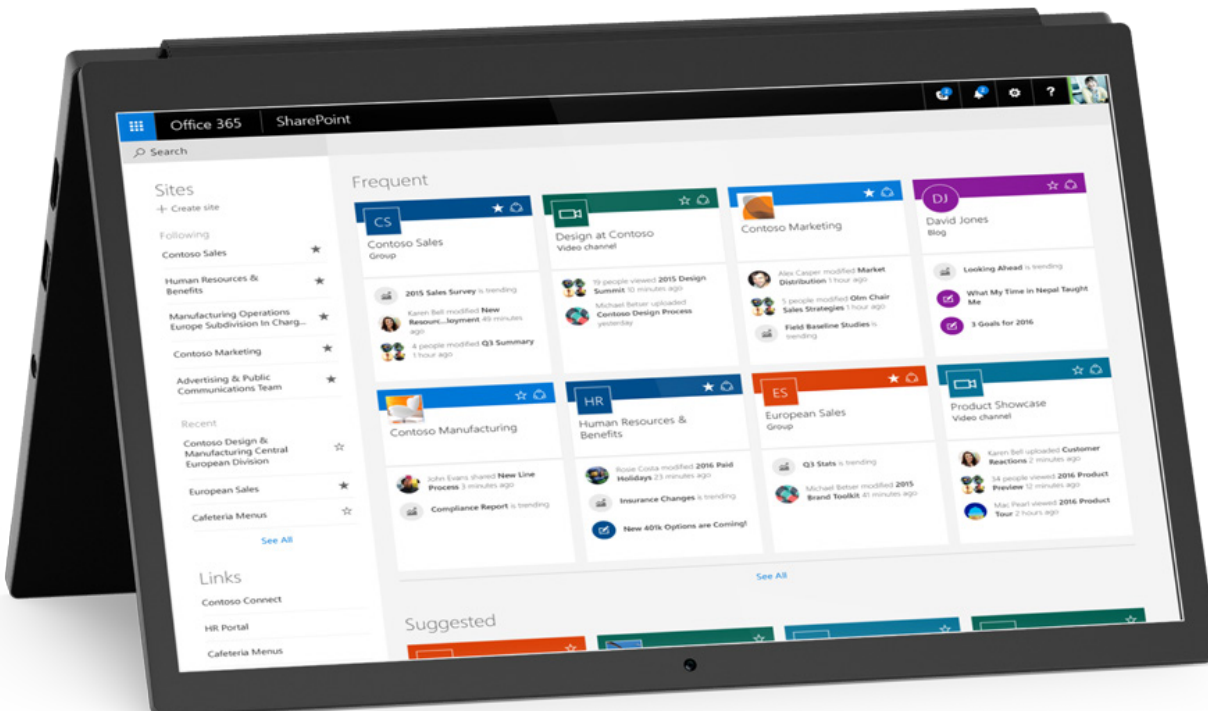 Office 365
SharePoint
2
2
?
Search
Sites
+ Create site
Following
Contoso Sales
Human Resources &
Benefits
Manufacturing Operations
Europe Subdivision In Charg...
Contoso Marketing
Advertising & Public
Communications Team
Recent
Contoso Design &
Manufacturing Central
European Division
European Sales
Cafeteria Menus
See All
Links
Contoso Connect
HR Portal
Cafeteria Menus
Frequent
CS
Contoso Sales
Group
2015 Sales Survey is trending
Karen Bell modified New
Resourc...loyment 49 minutes
ago
4 people modified Q3 Summary
1 hour ago
Design at Contoso
Video channel
19 people viewed 2015 Design
Summit 10 minutes ago
Michael Betser uploaded
Contoso Design Process
yesterday
Contoso Marketing
Alex Casper modified Market
Distribution 1 hour ago
5 people modified Olm Chair
Sales Strategies 1 hour ago
Field Baseline Studies is
trending
DJ
David Jones
Blog
Looking Ahead is trending
What My Time in Nepal Taught
Me
3 Goals for 2016
Contoso Manufacturing
John Evans shared New Line
Process 3 minutes ago
Compliance Report is trending
HR
Human Resources &
Benefits
Rosie Costa modified 2016 Paid
Holidays 23 minutes ago
Insurance Changes is trending
New 401k Options are Coming!
ES
European Sales
Group
Q3 Stats is trending
Michael Betser modified 2015
Brand Toolkit 41 minutes ago
Product Showcase
Video channel
Karen Bell uploaded Customer
Reactions 2 minutes ago
34 people viewed 2016 Product
Preview 12 minutes ago
Mac Pearl viewed 2016 Product
Tour 2 hours ago
See All
Suggested